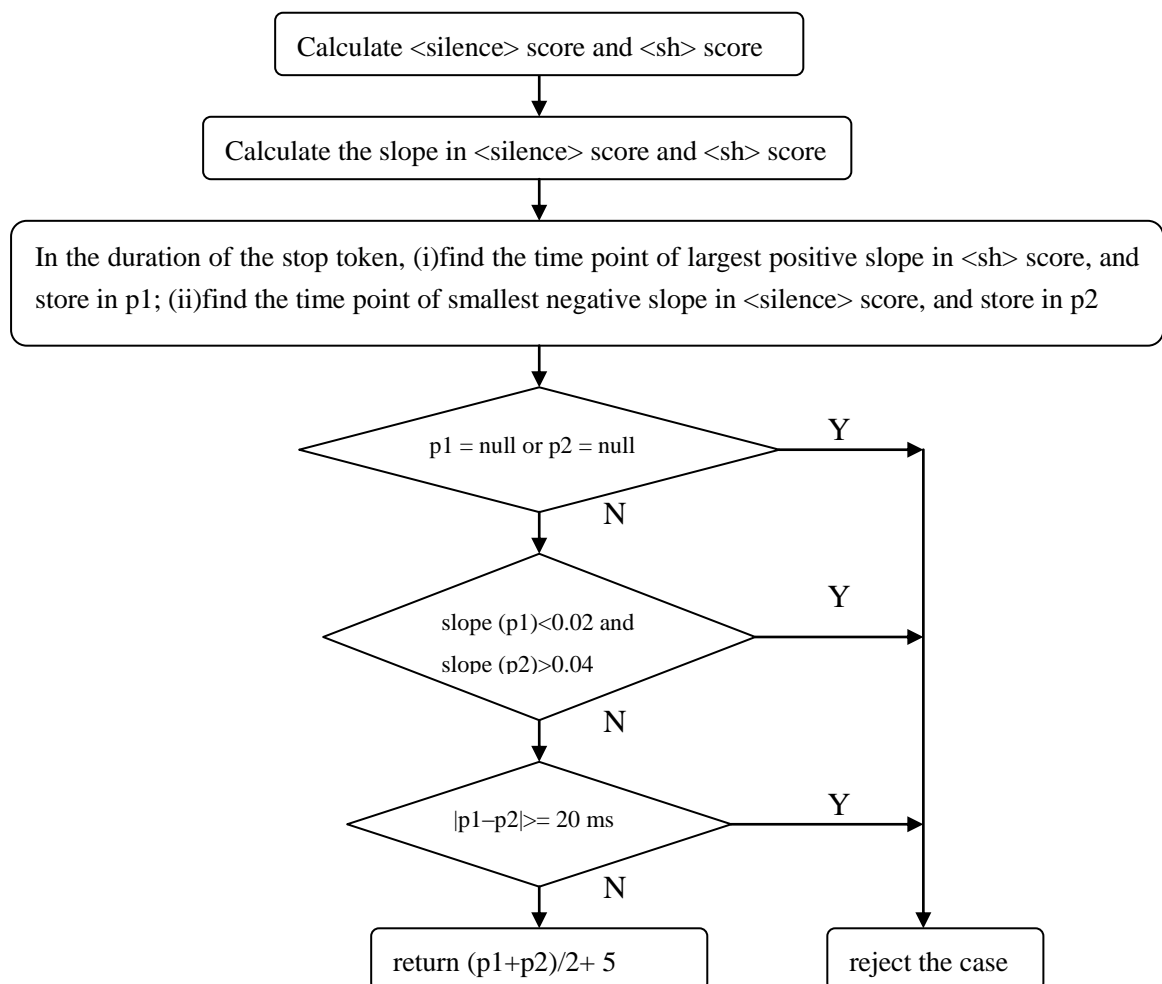 Calculate <silence> score and <sh> score
Calculate the slope in <silence> score and <sh> score
In the duration of the stop token, (i)find the time point of largest positive slope in <sh> score, and
store in p1; (ii)find the time point of smallest negative slope in <silence> score, and store in p2
p1 = null or p2 = null
Y
N
slope (p1)<0.02 and
slope (p2)>0.04
Y
N
|p1–p2|>= 20 ms
Y
N
return (p1+p2)/2+ 5
reject the case